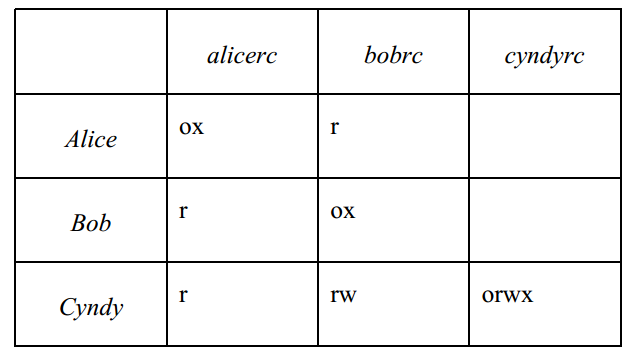 alicerc bobrc cyndyrc
Alice ox r
Bob r ox
Cyndy r rw orwx